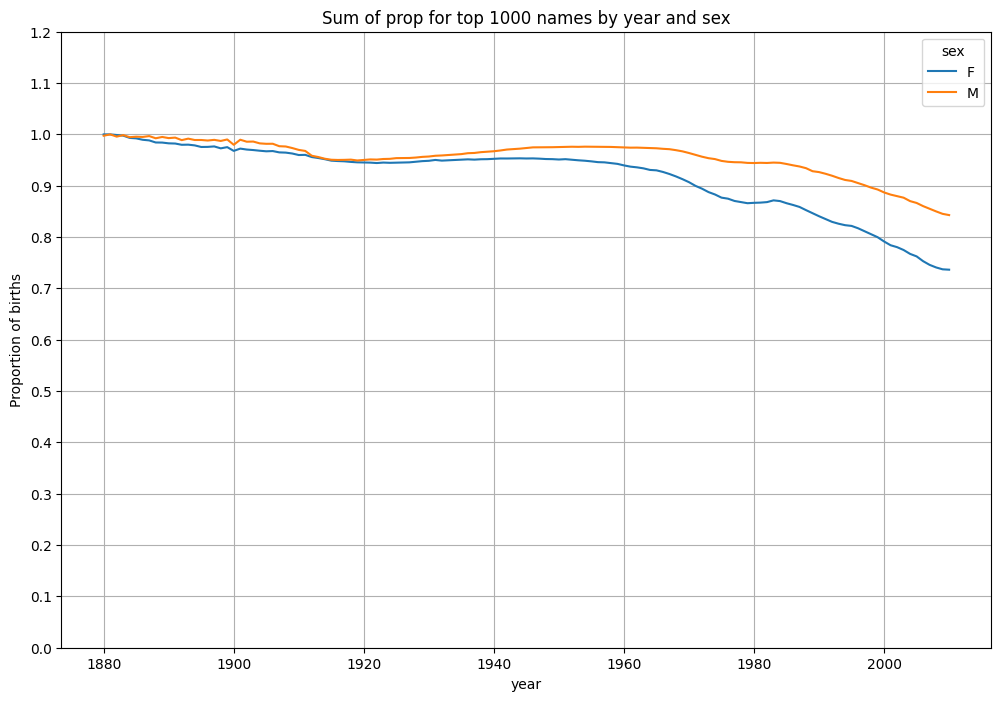 Sum of prop for top 1000 names by year and sex
sex
F
M
Proportion of births
1.2
1.1
1.0
0.9
0.8
0.7
0.6
0.5
0.4
0.3
0.2
0.1
0.0
1880 1900 1920 1940 1960 1980 2000
year